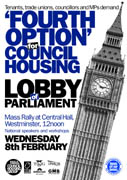 Tenants, trade unions, councillors and MPs demand
'FOURTH
OPTION' for
COUNCIL
HOUSING
LOBBY
OF
PARLIAMENT
Mass Rally at Central Hall,
Westminster, 12noon
National speakers and workshops
WEDNESDAY
8th FEBRUARY
GMB